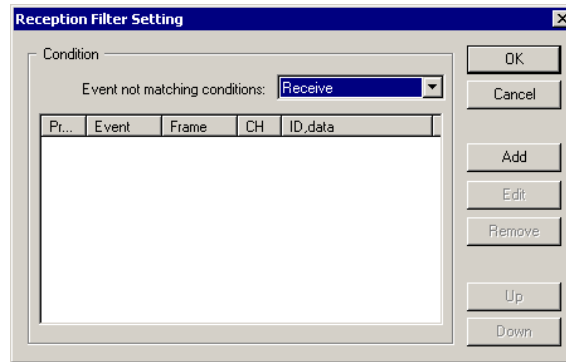 Reception Filter Setting
Condition
Event not matching conditions: Receive
Pr... Event Frame CH ID,data
OK
Cancel
Add
Edit
Remove
Up
Down